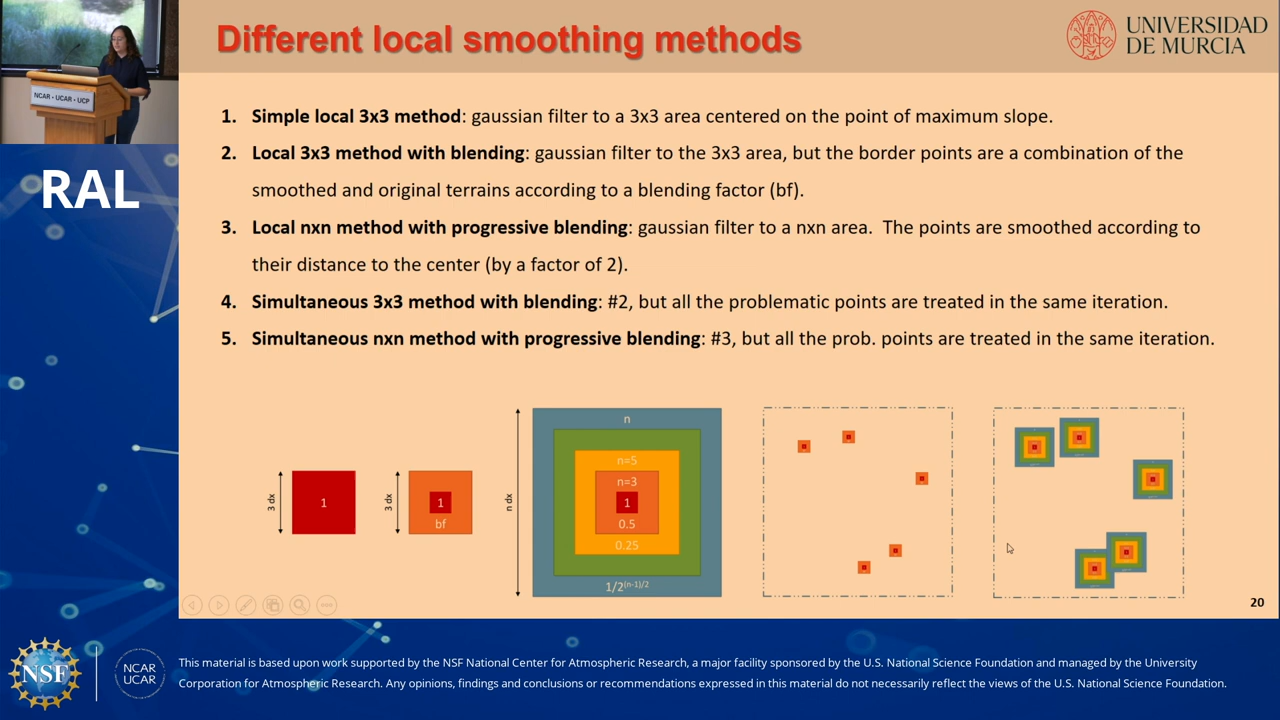 Different local smoothing methods
UNIVERSIDAD
DE MURCIA
NCAR • UCAR • UCP
RAL
1. Simple local 3x3 method: gaussian filter to a 3x3 area centered on the point of maximum slope.
2. Local 3x3 method with blending: gaussian filter to the 3x3 area, but the border points are a combination of the
smoothed and original terrains according to a blending factor (bf).
3. Local nxn method with progressive blending: gaussian filter to a nxn area. The points are smoothed according to
their distance to the center (by a factor of 2).
4. Simultaneous 3x3 method with blending: #2, but all the problematic points are treated in the same iteration.
5. Simultaneous nxn method with progressive blending: #3, but all the prob. points are treated in the same iteration.
3 dx
1
3 dx
1
bf
n dx
n
n=5
n=3
1
0.5
0.25
1/2^(n-1)/2
20
NSF
NCAR
UCAR
This material is based upon work supported by the NSF National Center for Atmospheric Research, a major facility sponsored by the U.S. National Science Foundation and managed by the University
Corporation for Atmospheric Research. Any opinions, findings and conclusions or recommendations expressed in this material do not necessarily reflect the views of the U.S. National Science Foundation.